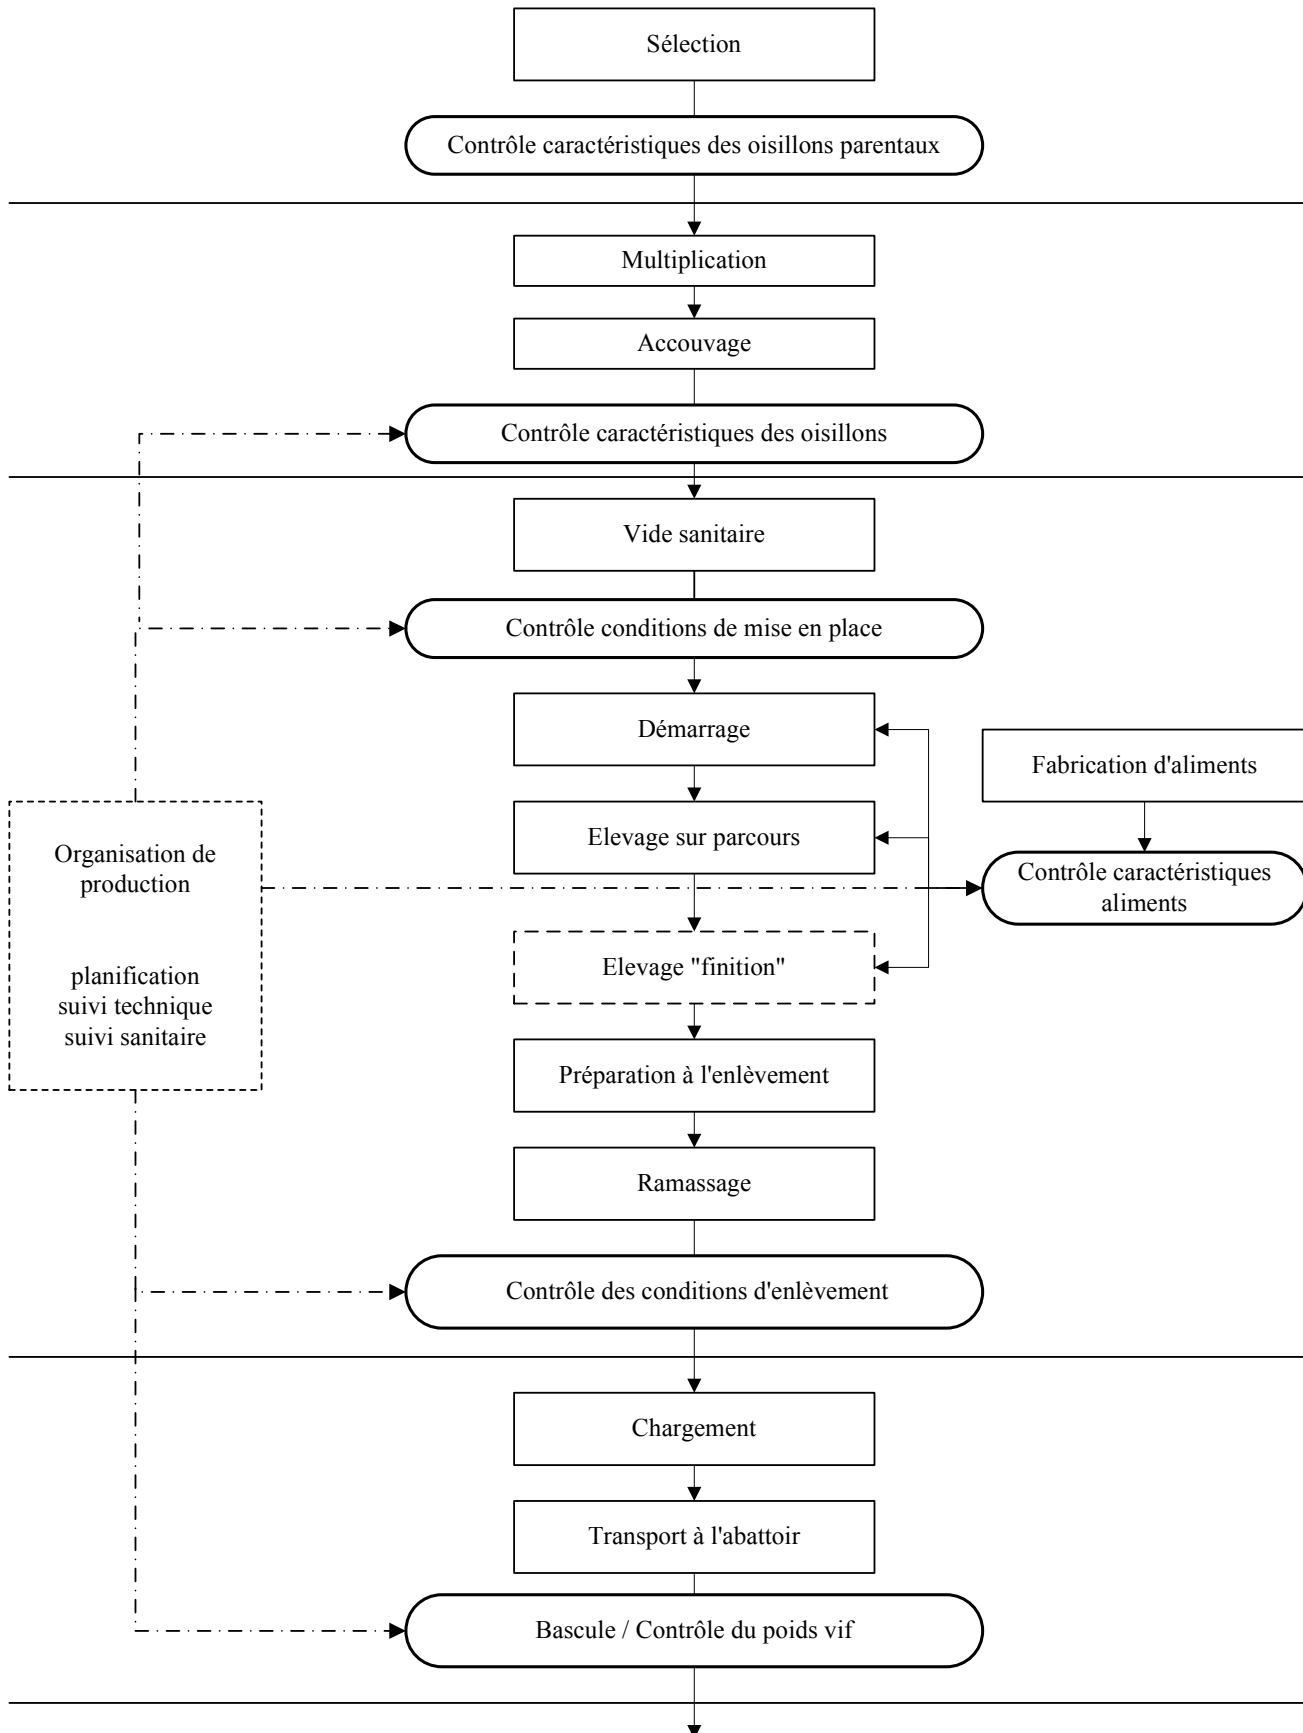 Sélection
Contrôle caractéristiques des oisillons parentaux
Multiplication
Accouvage
Contrôle caractéristiques des oisillons
Vide sanitaire
Contrôle conditions de mise en place
Démarrage
Fabrication d'aliments
Elevage sur parcours
Organisation de
production
Contrôle caractéristiques
aliments
Elevage "finition"
planification
suivi technique
suivi sanitaire
Préparation à l'enlèvement
Ramassage
Contrôle des conditions d'enlèvement
Chargement
Transport à l'abattoir
Bascule / Contrôle du poids vif